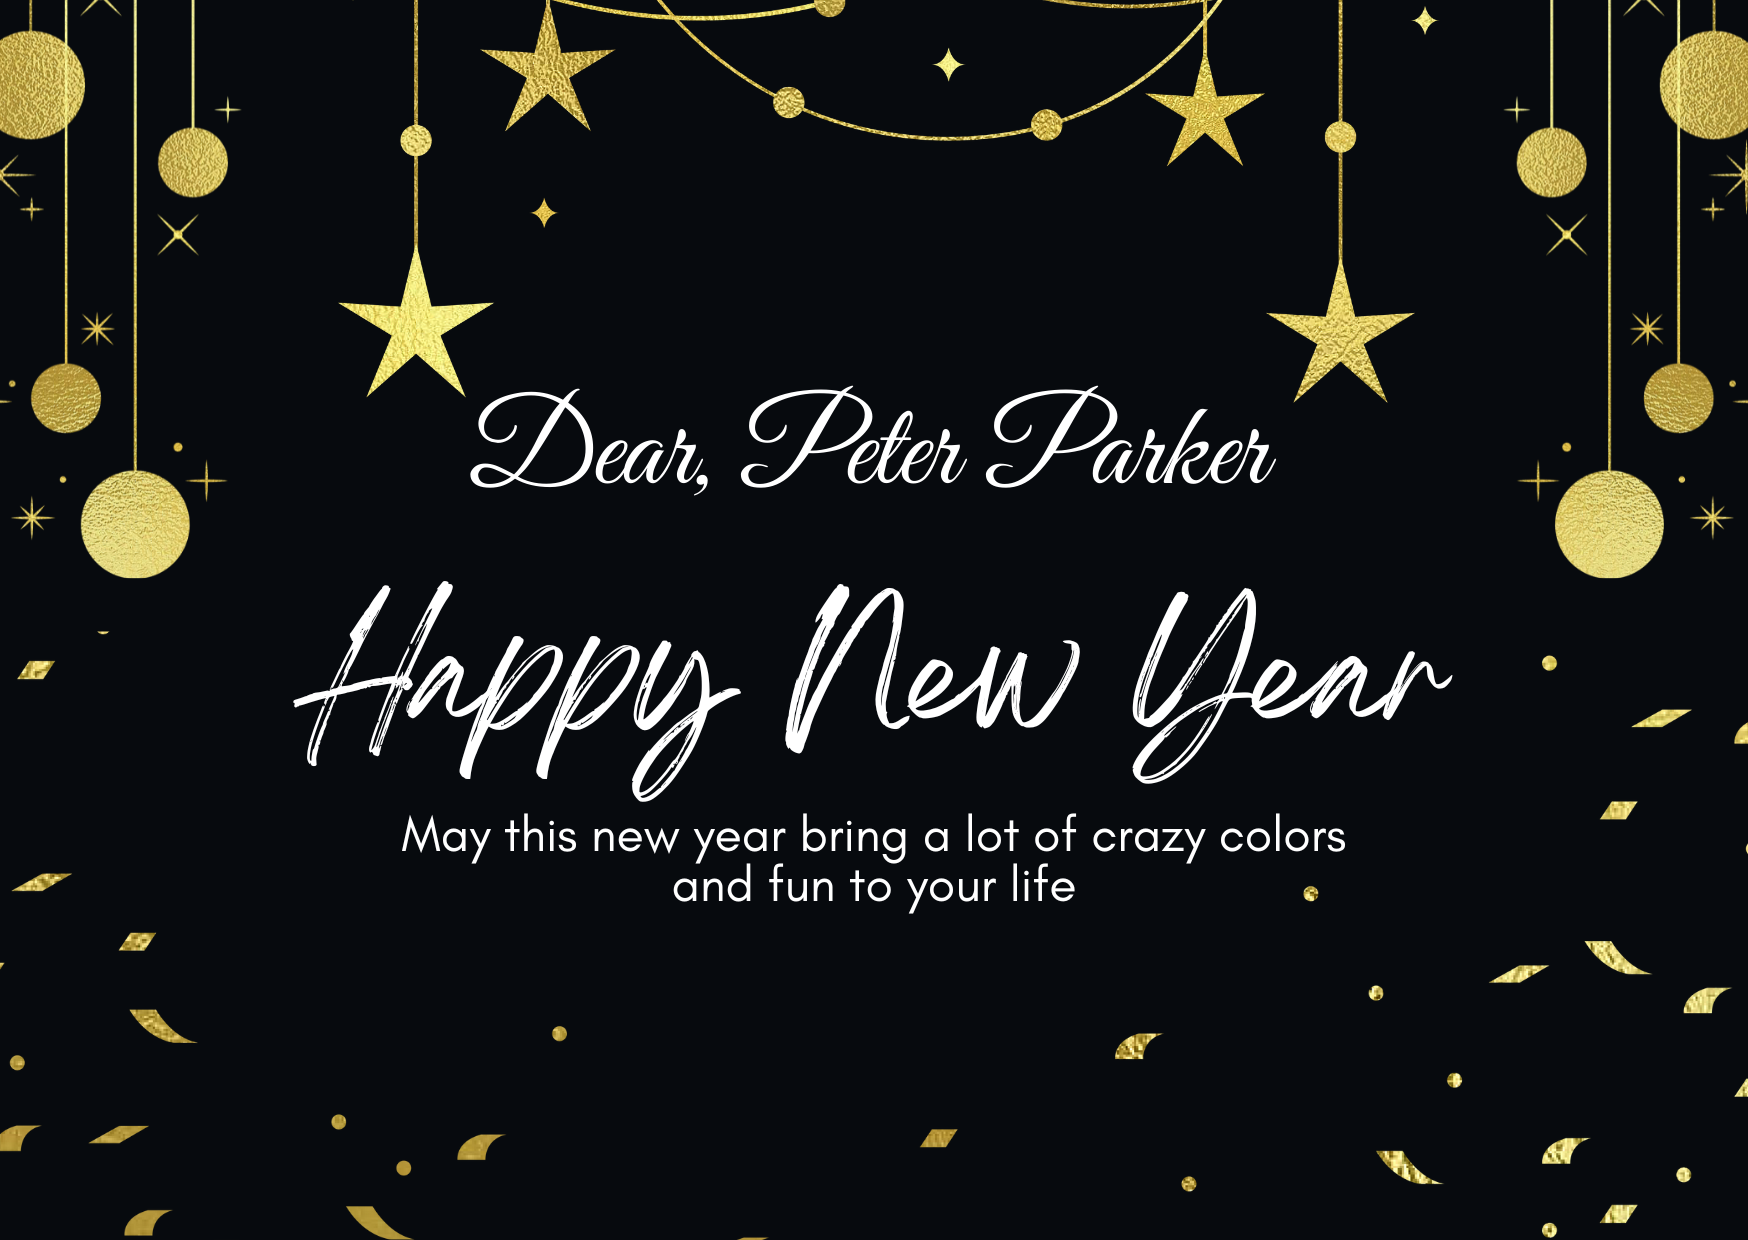 Dear, Peter Parker
Happy New Year
May this new year bring a lot of crazy colors
and fun to your life